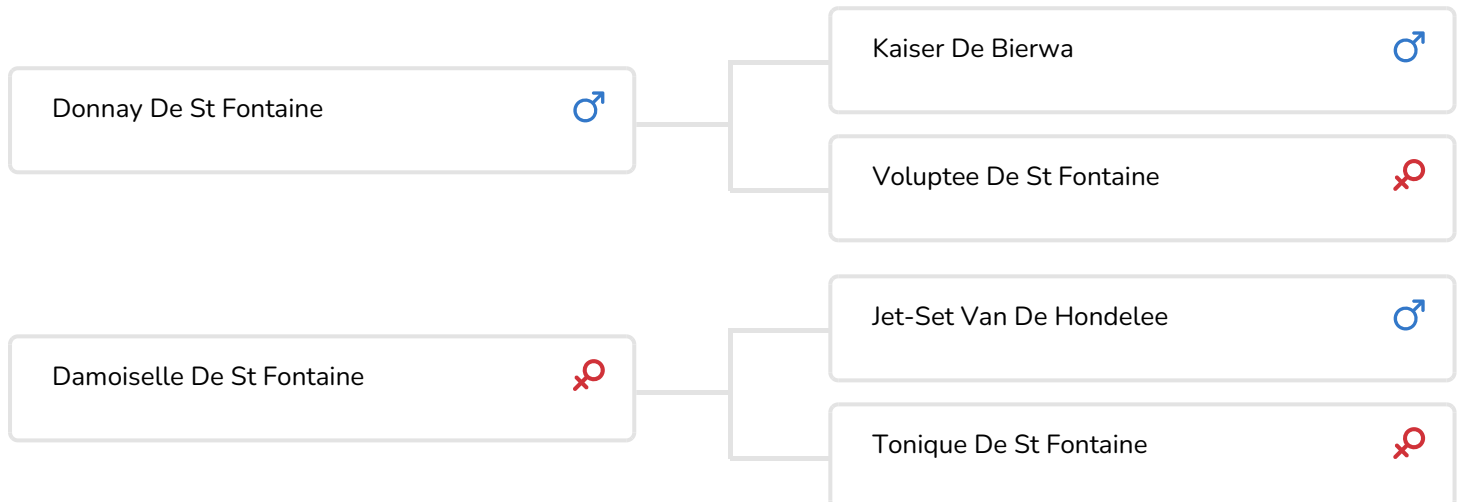 Kaiser De Bierwa
Donnay De St Fontaine
Voluptee De St Fontaine
Jet-Set Van De Hondelee
Damoiselle De St Fontaine
Tonique De St Fontaine